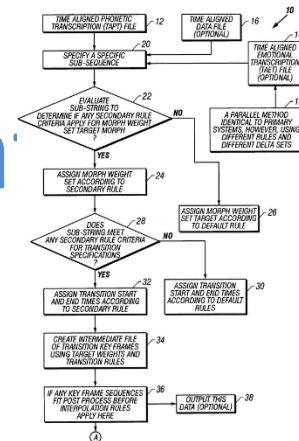 10
TIME ALIGNED PHONETIC
TRANSCRIPTION (TAPT) FILE
12
TIME ALIGNED
DATA FILE
(OPTIONAL)
16
TIME ALIGNED
EMOTIONAL
TRANSCRIPTION
(TAET) FILE
(OPTIONAL)
SPECIFY A SPECIFIC
SUB-SEQUENCE
20
EVALUATE
SUB-STRING TO
DETERMINE IF ANY SECONDARY RULE
CRITERIA APPLY FOR MORPH WEIGHT
SET TARGET MORPH
?
22
NO
YES
A PARALLEL METHOD
IDENTICAL TO PRIMARY
SYSTEMS, HOWEVER, USING
DIFFERENT RULES AND
DIFFERENT DELTA SETS
ASSIGN MORPH WEIGHT
SET ACCORDING TO
SECONDARY RULE
24
ASSIGN MORPH WEIGHT
SET TARGET ACCORDING
TO DEFAULT RULE
26
DOES
SUB-STRING MEET
ANY SECONDARY RULE CRITERIA
FOR TRANSITION
SPECIFICATIONS
?
28
NO
YES
ASSIGN TRANSITION START
AND END TIMES
ACCORDING TO DEFAULT
RULES
30
ASSIGN TRANSITION START
AND END TIMES ACCORDING
TO SECONDARY RULE
32
CREATE INTERMEDIATE FILE
OF TRANSITION KEY FRAMES
USING TARGET WEIGHTS AND
TRANSITION RULES
34
IF ANY KEY FRAME SEQUENCES
FIT POST PROCESS BEFORE
INTERPOLATION RULES
APPLY HERE
36
OUTPUT THIS
DATA (OPTIONAL)
38
A